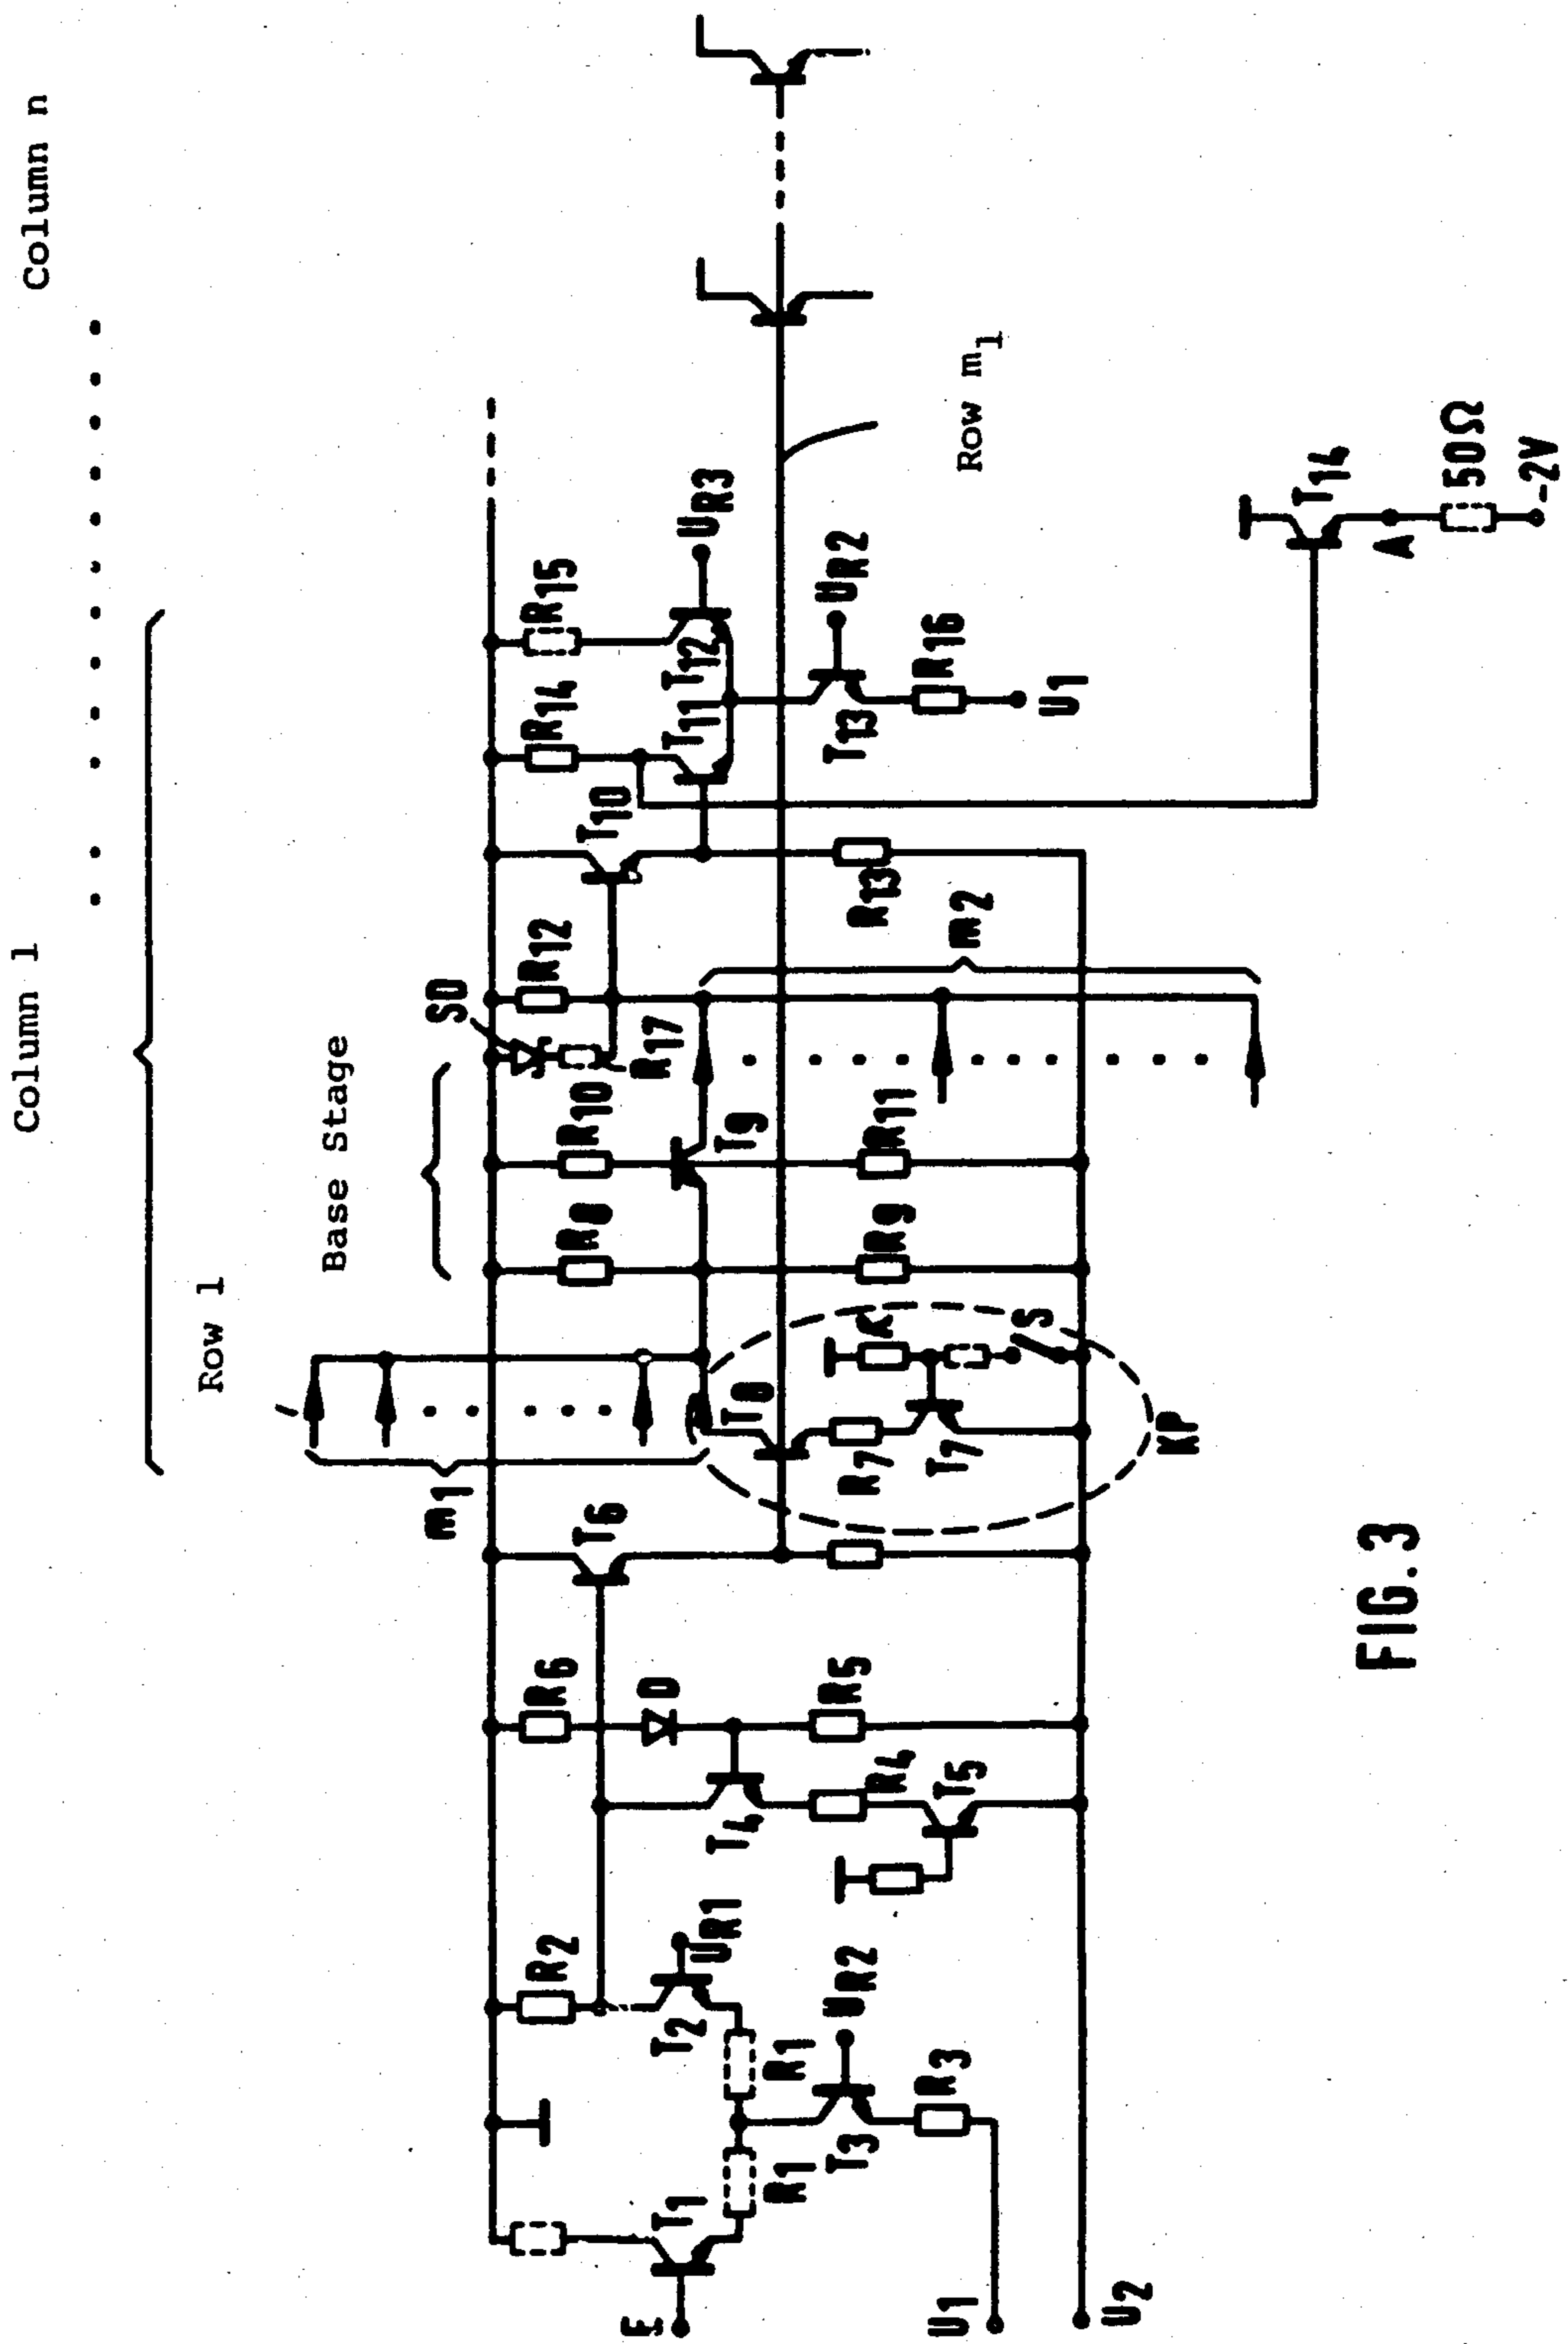 Column 1
Column n
Row 1
Base Stage
m1
SD
R2
R6
T6
R8
R10
R12
R17
T10
R14
R15
E
T1
R1
R1
T2
UR1
T4
D
T8
T9
T11
T12
UR3
U1
T3
UR2
R3
R4
R5
T5
R7
T7
R
S
KP
R9
R11
m2
R13
T13
UR2
R16
U1
Row m1
U2
T14
A
50Ω
-2V
FIG. 3